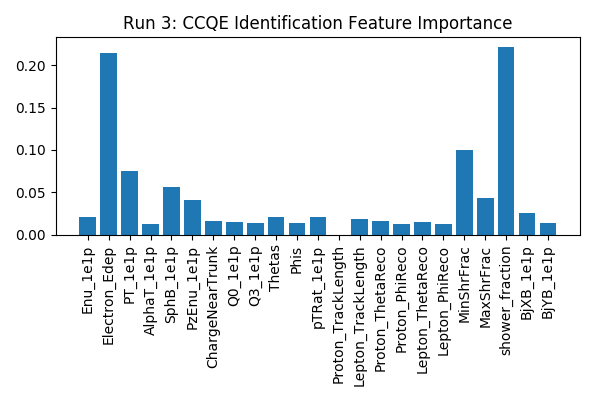 Run 3: CCQE Identification Feature Importance
0.20
0.15
0.10
0.05
0.00
Enu_1e1p
Electron_Edep
PT_1e1p
AlphaT_1e1p
SphB_1e1p
PzEnu_1e1p
ChargeNearTrunk
Q0_1e1p
Q3_1e1p
Thetas
Phis
pTRat_1e1p
Proton_TrackLength
Lepton_TrackLength
Proton_ThetaReco
Proton_PhiReco
Lepton_ThetaReco
Lepton_PhiReco
MinShrFrac
MaxShrFrac
shower_fraction
BjXB_1e1p
BjYB_1e1p